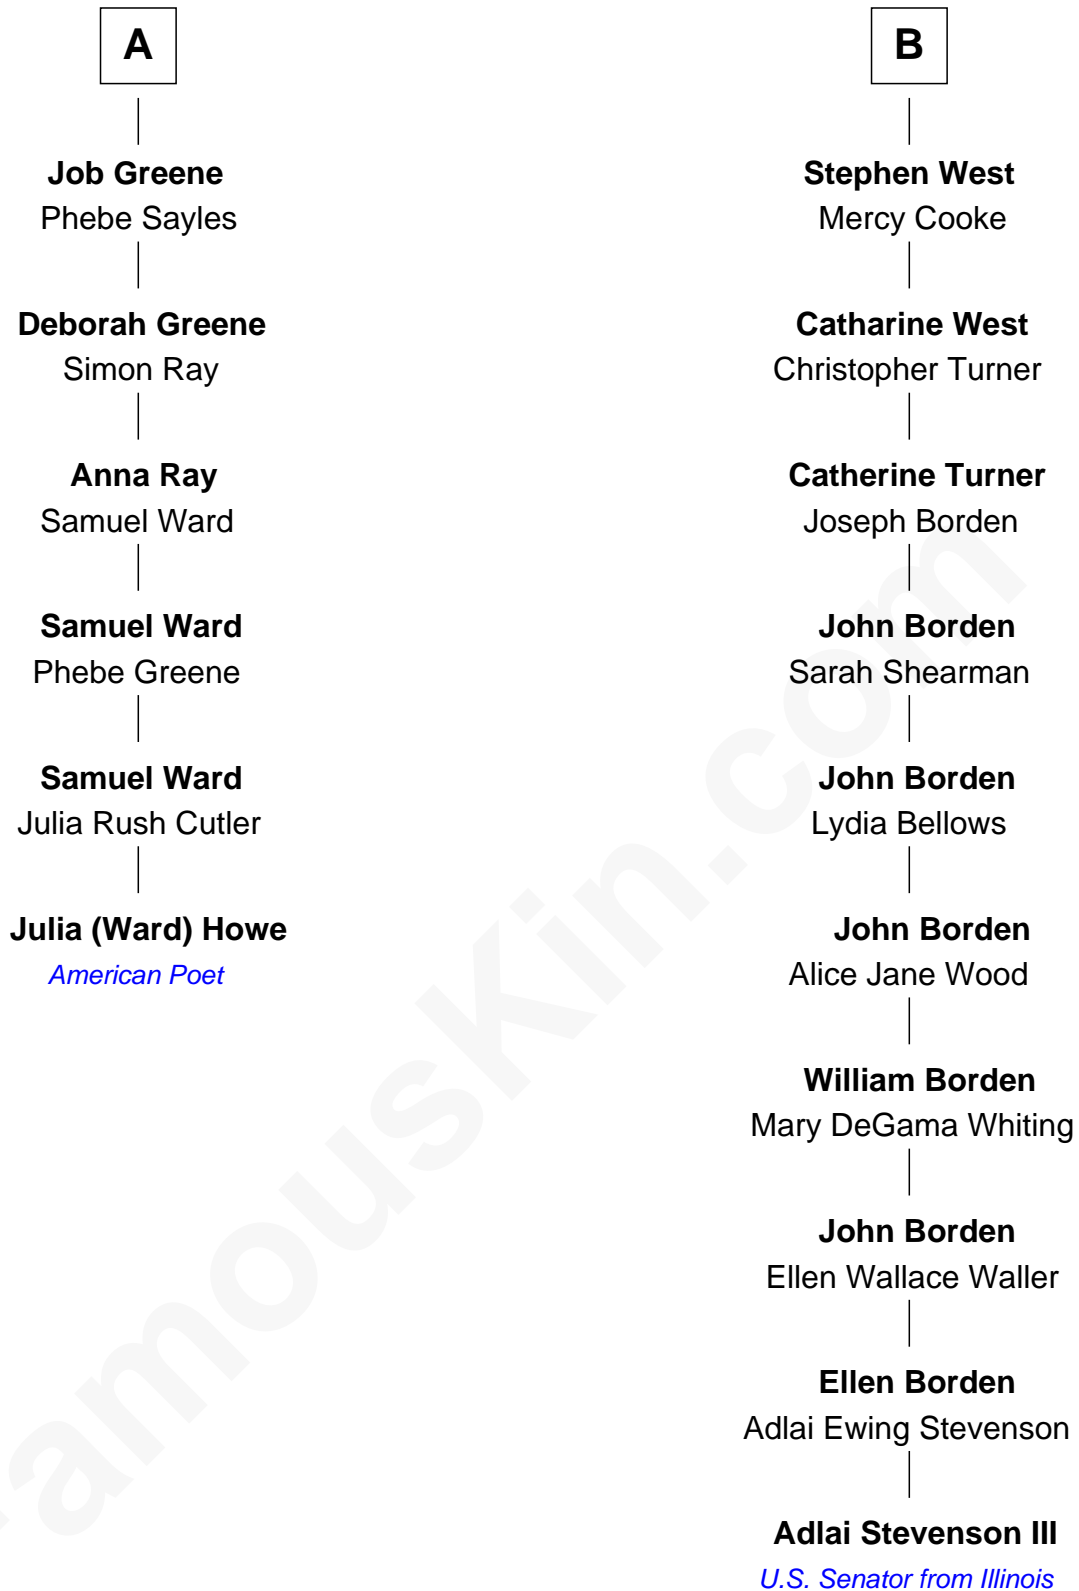 A
Job Greene
Phebe Sayles
Deborah Greene
Simon Ray
Anna Ray
Samuel Ward
Samuel Ward
Phebe Greene
Samuel Ward
Julia Rush Cutler
Julia (Ward) Howe
American Poet
B
Stephen West
Mercy Cooke
Catharine West
Christopher Turner
Catherine Turner
Joseph Borden
John Borden
Sarah Shearman
John Borden
Lydia Bellows
John Borden
Alice Jane Wood
William Borden
Mary DeGama Whiting
John Borden
Ellen Wallace Waller
Ellen Borden
Adlai Ewing Stevenson
Adlai Stevenson III
U.S. Senator from Illinois
FamousKin.com